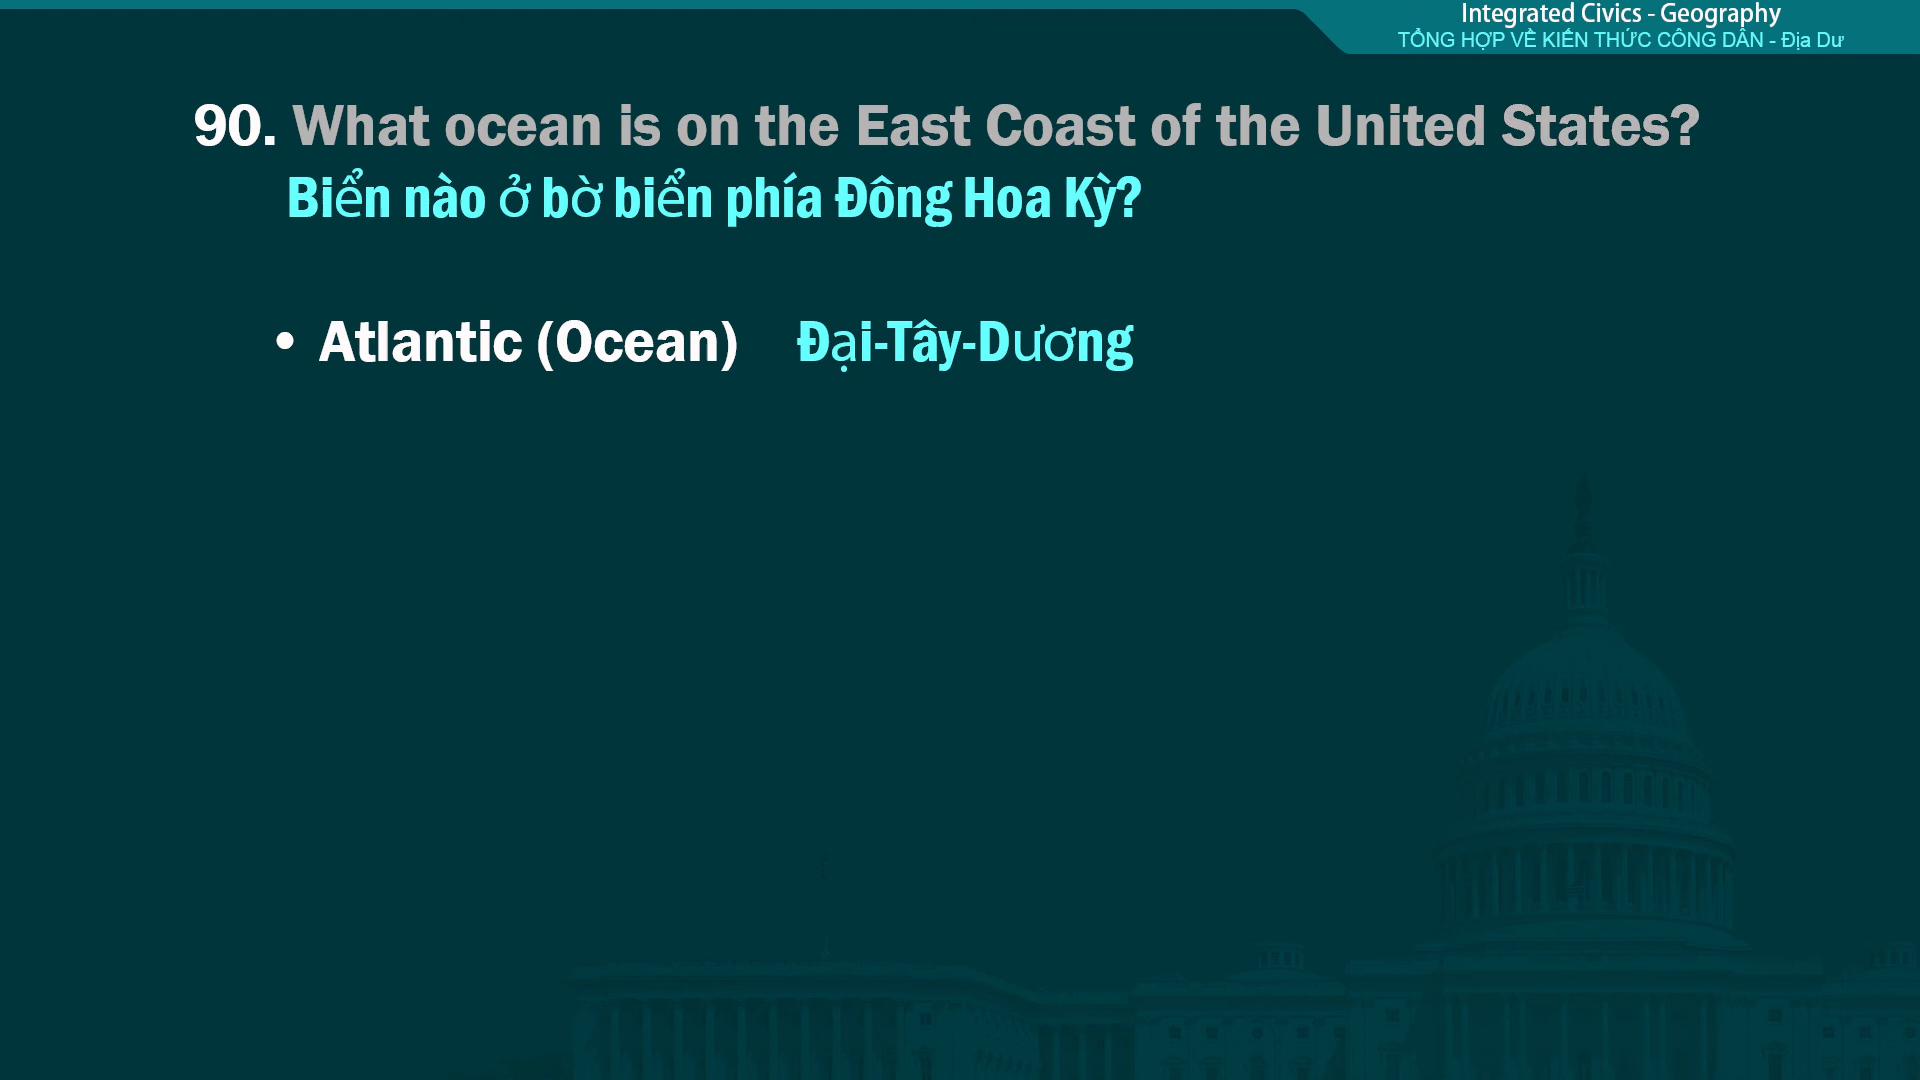 Integrated Civics - Geography
TỔNG HỢP VỀ KIẾN THỨC CÔNG DÂN - Địa Dư
90. What ocean is on the East Coast of the United States?
Biển nào ở bờ biển phía Đông Hoa Kỳ?
• Atlantic (Ocean) Đại-Tây-Dương